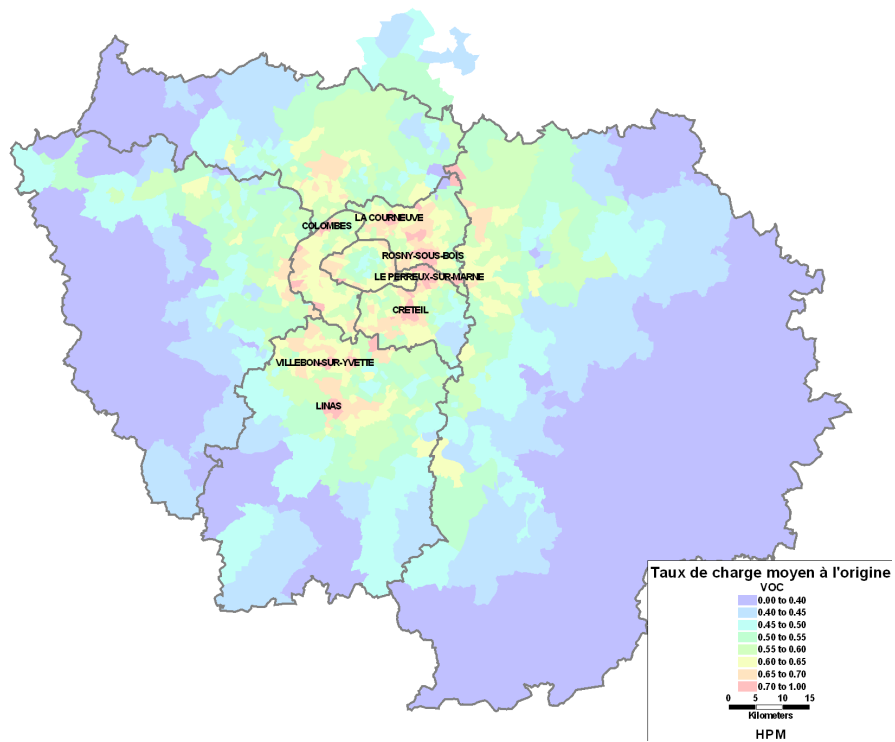 LA COURNEUVE
COLOMBES
ROSNY-SOUS-BOIS
LE PERREUX-SUR-MARNE
CRETEIL
VILLEBON-SUR-YVETTE
LINAS
Taux de charge moyen à l'origine
VOC
0.00 to 0.40
0.40 to 0.45
0.45 to 0.50
0.50 to 0.55
0.55 to 0.60
0.60 to 0.65
0.65 to 0.70
0.70 to 1.00
0 5 10 15
Kilometers
HPM